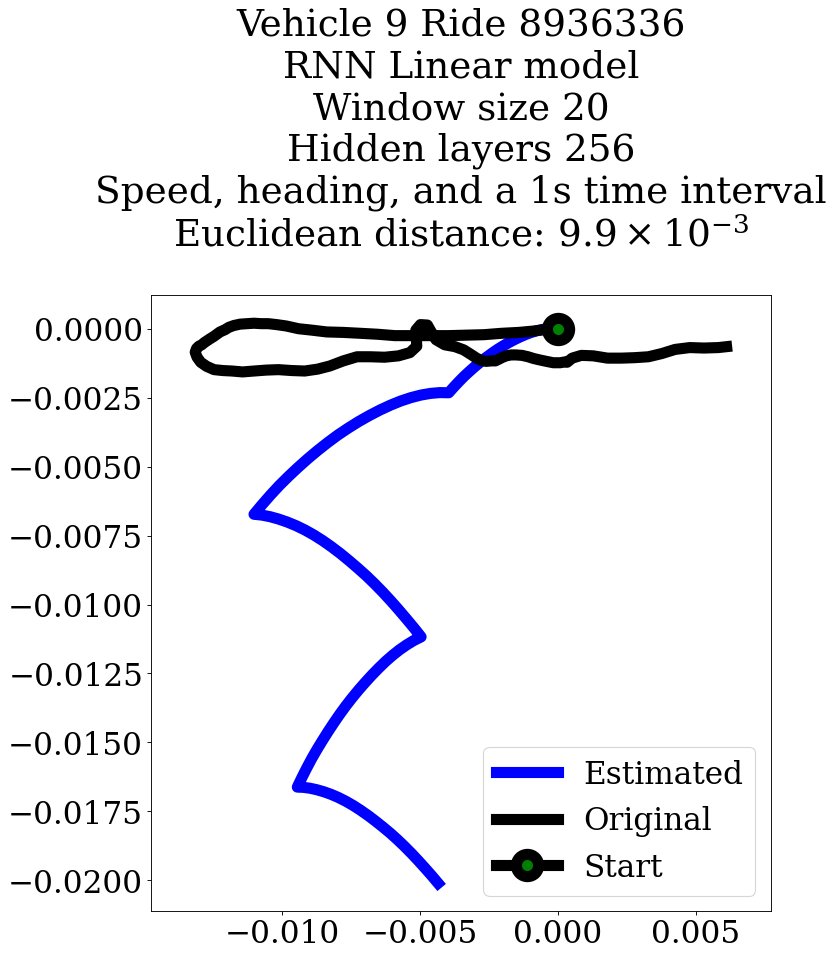 Vehicle 9 Ride 8936336
RNN Linear model
Window size 20
Hidden layers 256
Speed, heading, and a 1s time interval
Euclidean distance: 9.9 × 10⁻³
0.0000
−0.0025
−0.0050
−0.0075
−0.0100
−0.0125
−0.0150
−0.0175
−0.0200
Estimated
Original
Start
−0.010 −0.005 0.000 0.005